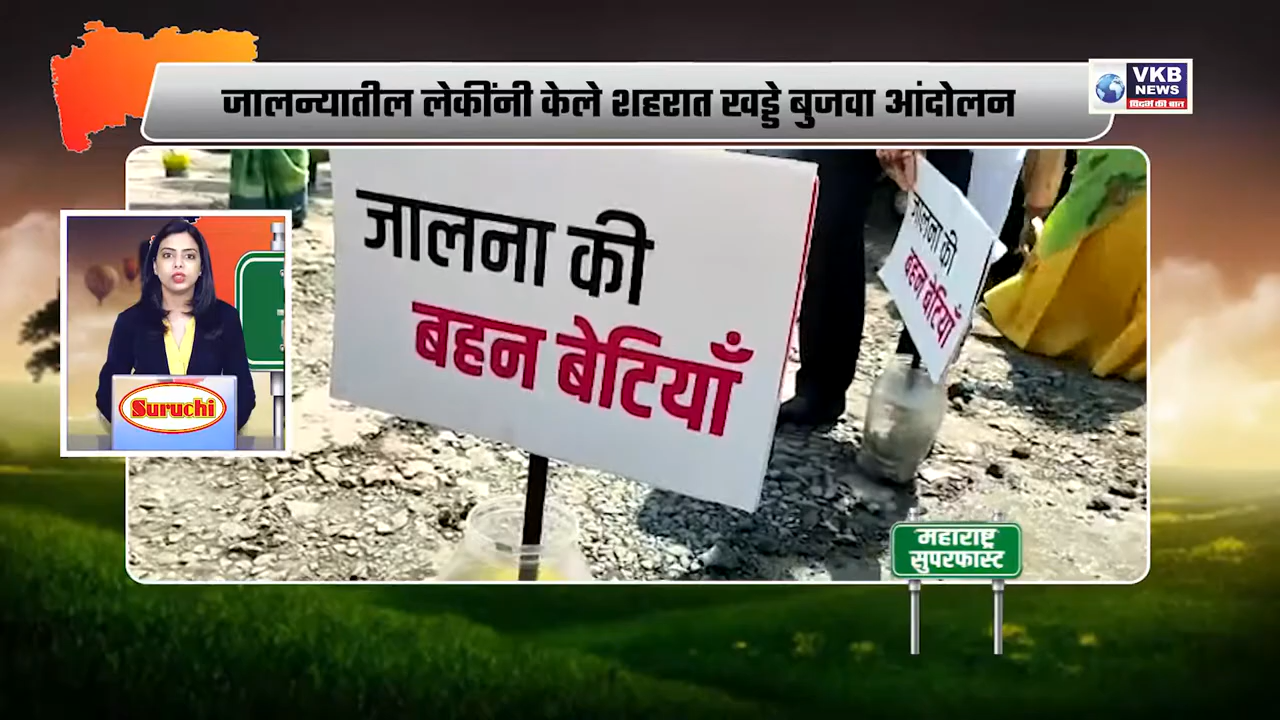 जालन्यातील लेकींनी केले शहरात खड्डे बुजवा आंदोलन
VKB
NEWS
विदर्भ की बात
जालना की
बहन बेटियाँ
जालना की
बहन बेटियाँ
Suruchi
महाराष्ट्र
सुपरफास्ट